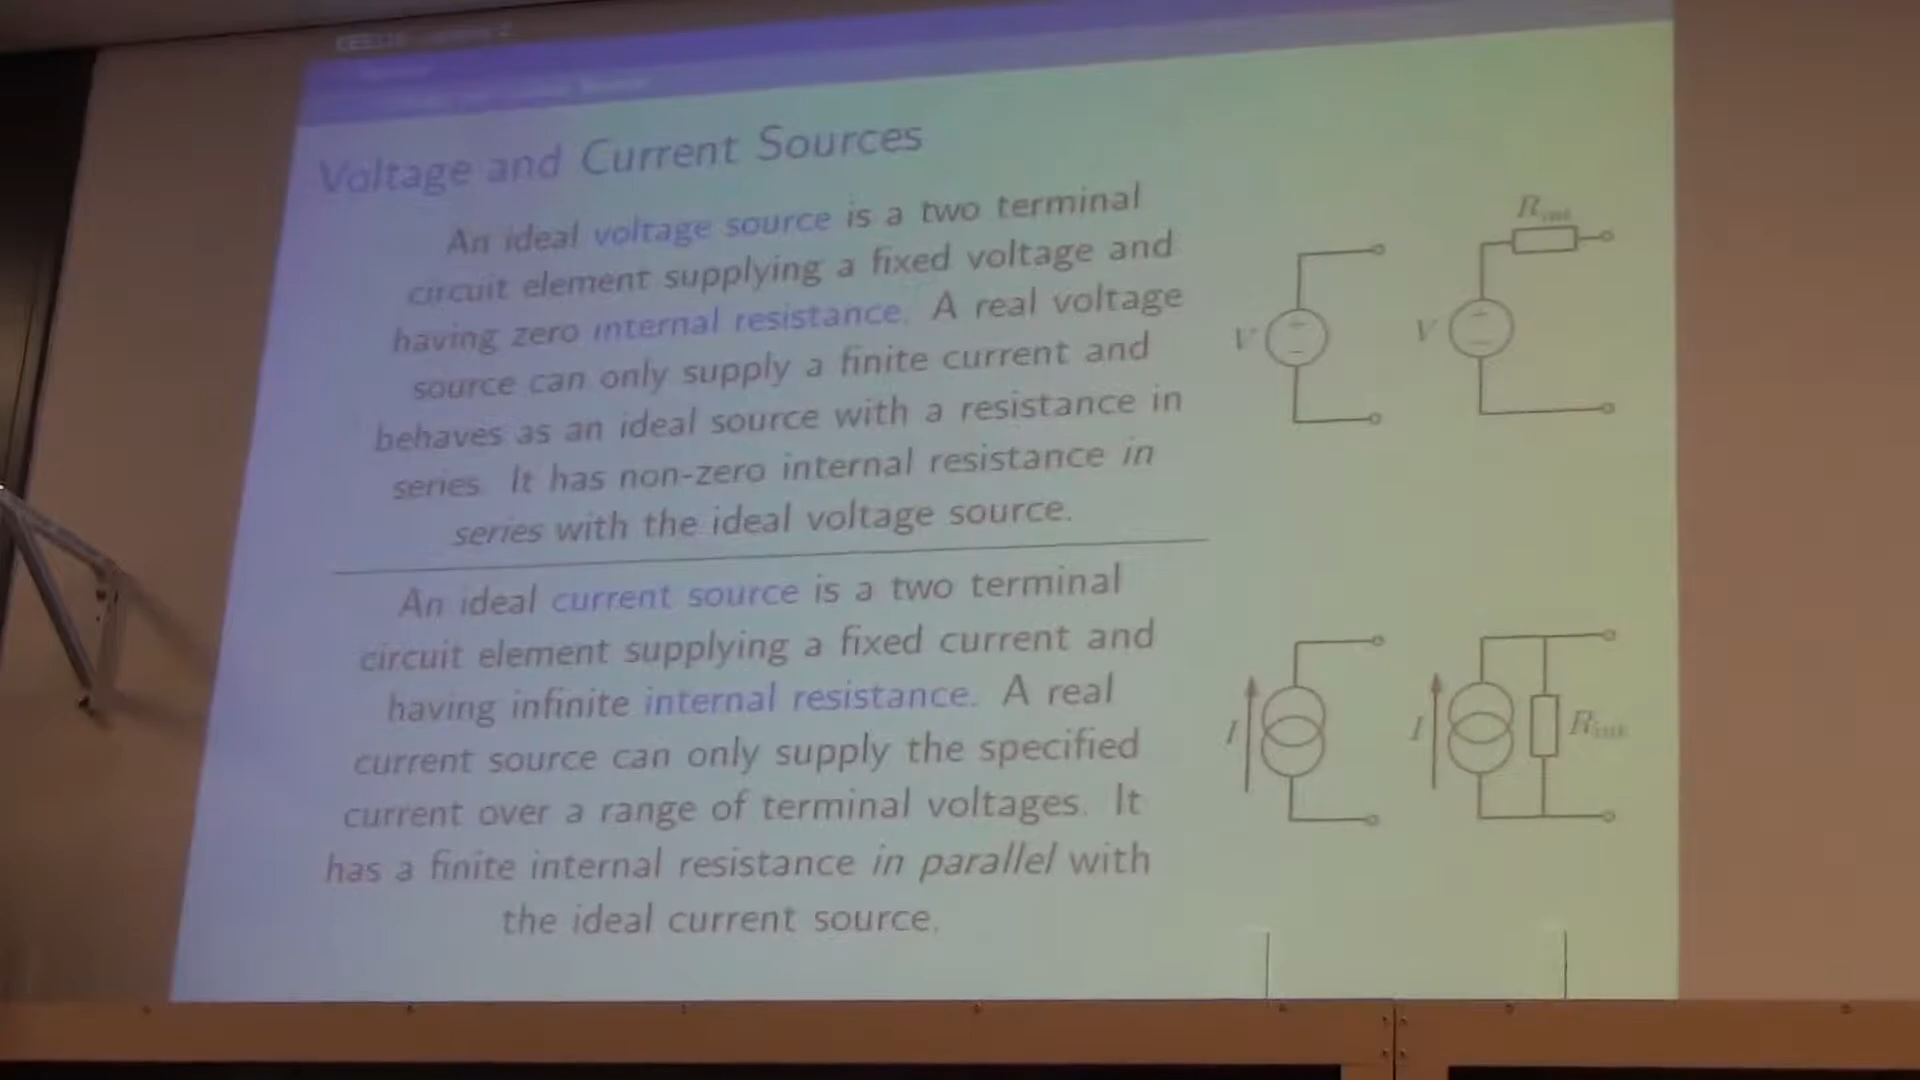 Voltage and Current Sources
An ideal voltage source is a two terminal
circuit element supplying a fixed voltage and
having zero internal resistance. A real voltage
source can only supply a finite current and
behaves as an ideal source with a resistance in
series. It has non-zero internal resistance in
series with the ideal voltage source.
R
V
V
An ideal current source is a two terminal
circuit element supplying a fixed current and
having infinite internal resistance. A real
current source can only supply the specified
current over a range of terminal voltages. It
has a finite internal resistance in parallel with
the ideal current source.
I
I
Rint